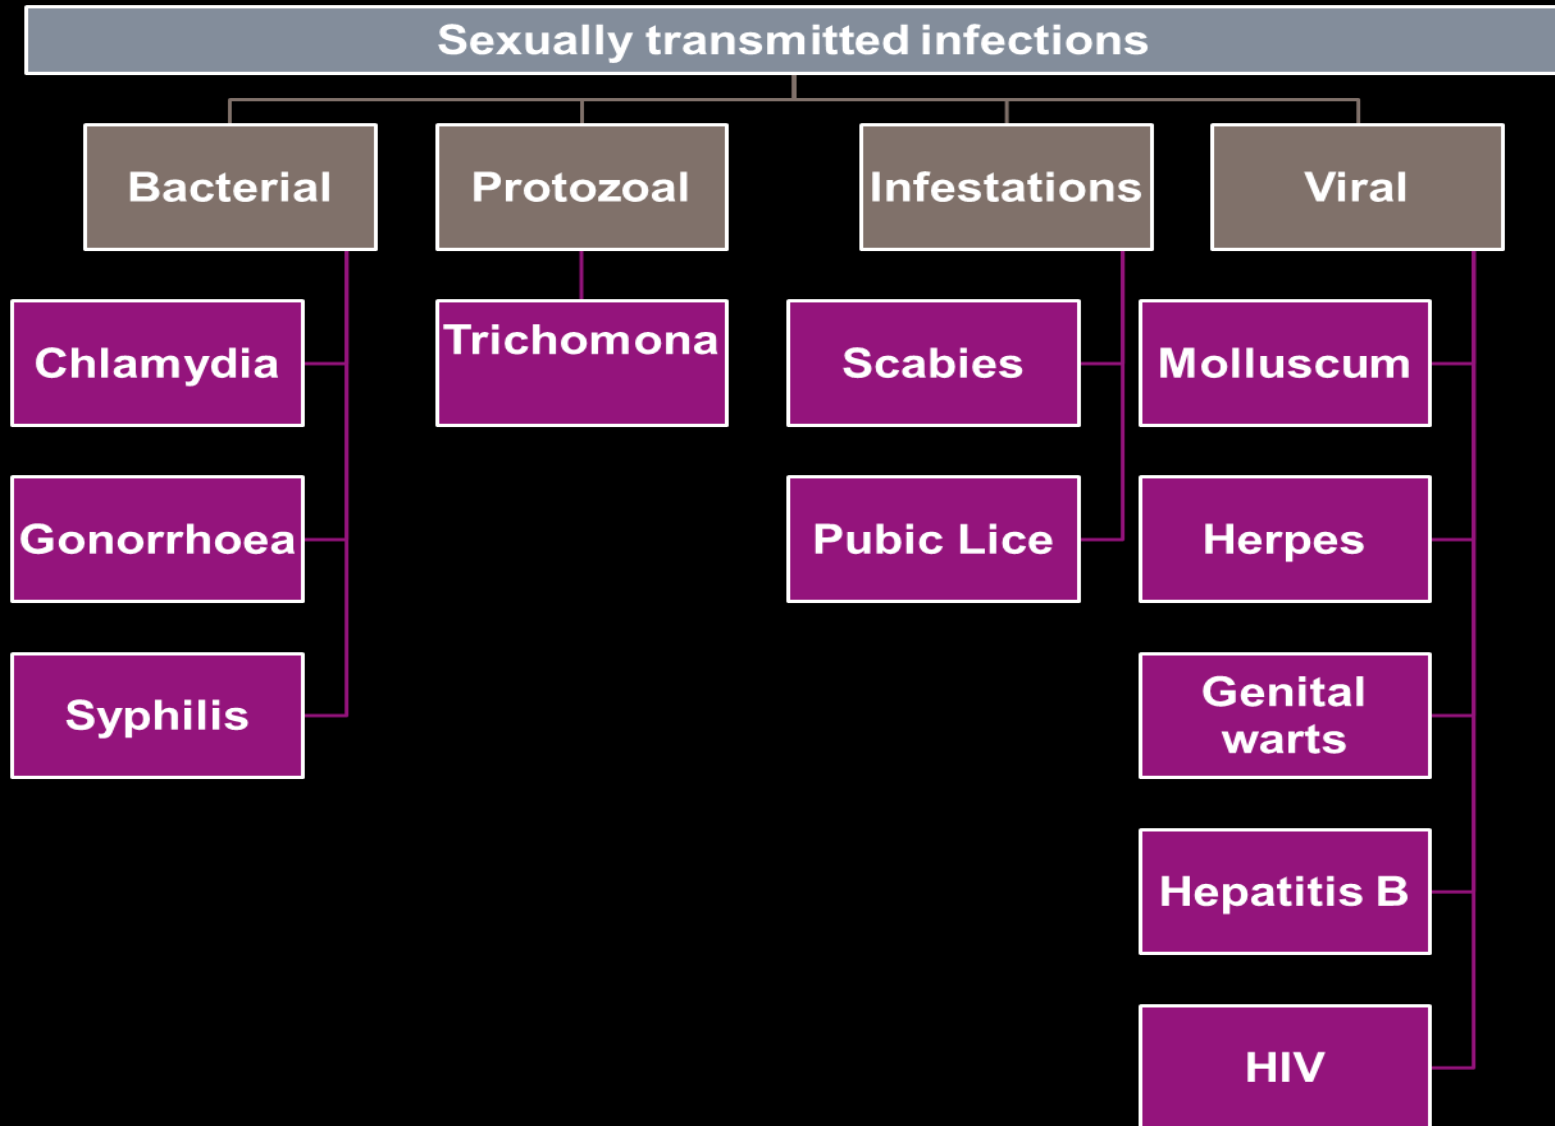 Sexually transmitted infections
Bacterial
Protozoal
Infestations
Viral
Chlamydia
Trichomona
Scabies
Molluscum
Gonorrhoea
Pubic Lice
Herpes
Syphilis
Genital
warts
Hepatitis B
HIV